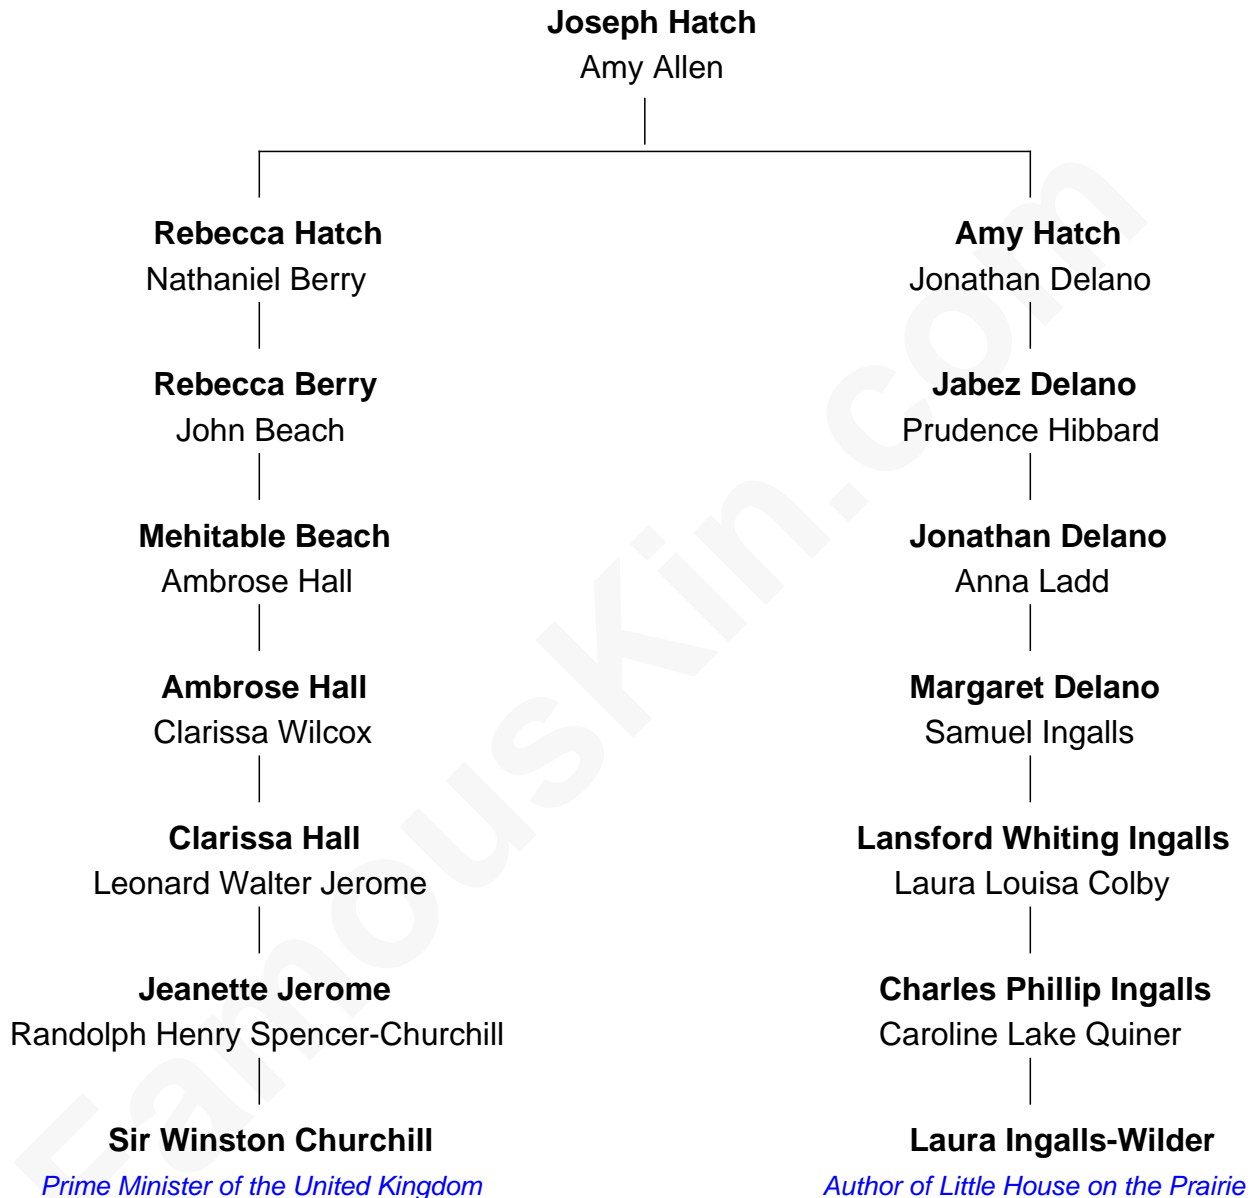 Joseph Hatch
Amy Allen
Rebecca Hatch
Nathaniel Berry
Amy Hatch
Jonathan Delano
Rebecca Berry
John Beach
Jabez Delano
Prudence Hibbard
Mehitable Beach
Ambrose Hall
Jonathan Delano
Anna Ladd
Ambrose Hall
Clarissa Wilcox
Margaret Delano
Samuel Ingalls
Clarissa Hall
Leonard Walter Jerome
Lansford Whiting Ingalls
Laura Louisa Colby
Jeanette Jerome
Randolph Henry Spencer-Churchill
Charles Phillip Ingalls
Caroline Lake Quiner
Sir Winston Churchill
Prime Minister of the United Kingdom
Laura Ingalls-Wilder
Author of Little House on the Prairie
FamousKin.com